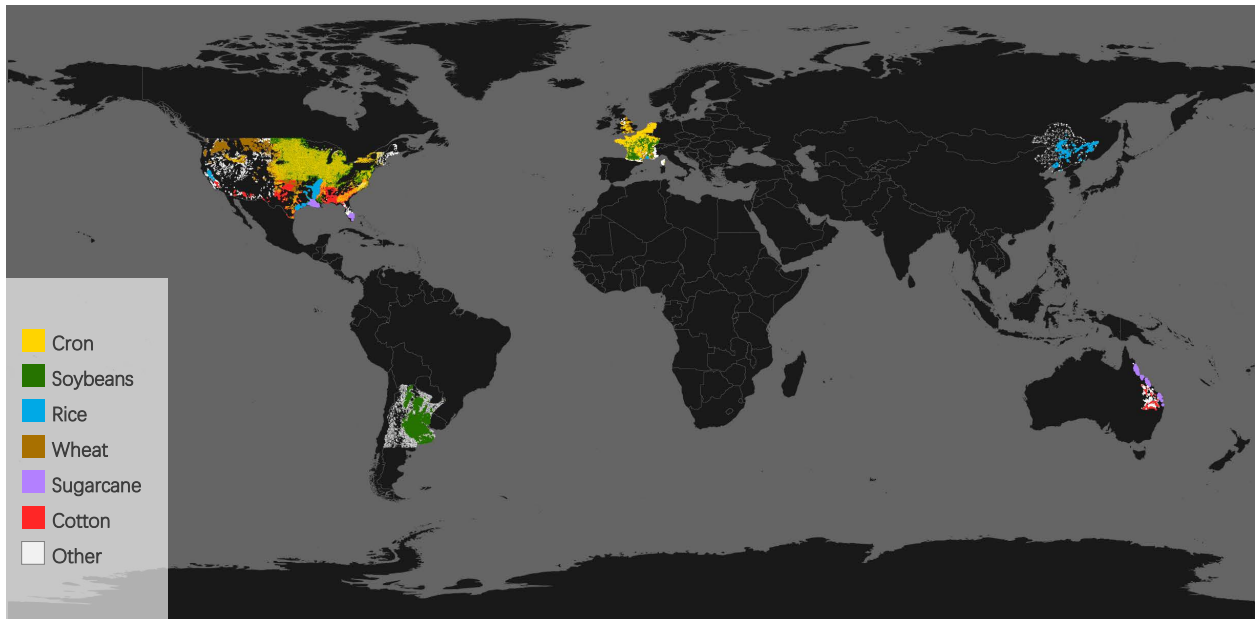 Cron
Soybeans
Rice
Wheat
Sugarcane
Cotton
Other